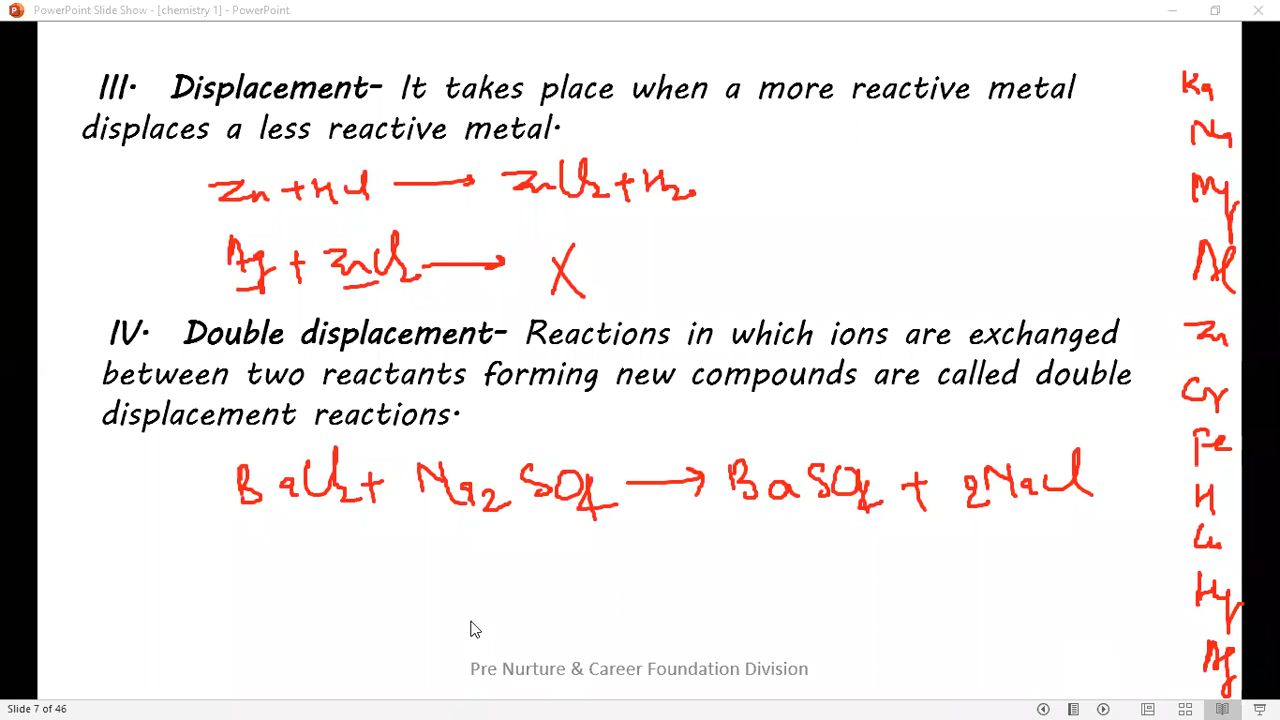 PowerPoint Slide Show - [chemistry 1] - PowerPoint
III. Displacement- It takes place when a more reactive metal
displaces a less reactive metal.
Zn + HCl → ZnCl2 + H2.
Ag + ZnCl2 → X
IV. Double displacement- Reactions in which ions are exchanged
between two reactants forming new compounds are called double
displacement reactions.
BaCl2 + Na2SO4 → BaSO4 + 2NaCl
Ka
Na
Mg
Al
Zn
Cr
Fe
H
Cu
Hg
Ag
Pre Nurture & Career Foundation Division
Slide 7 of 46